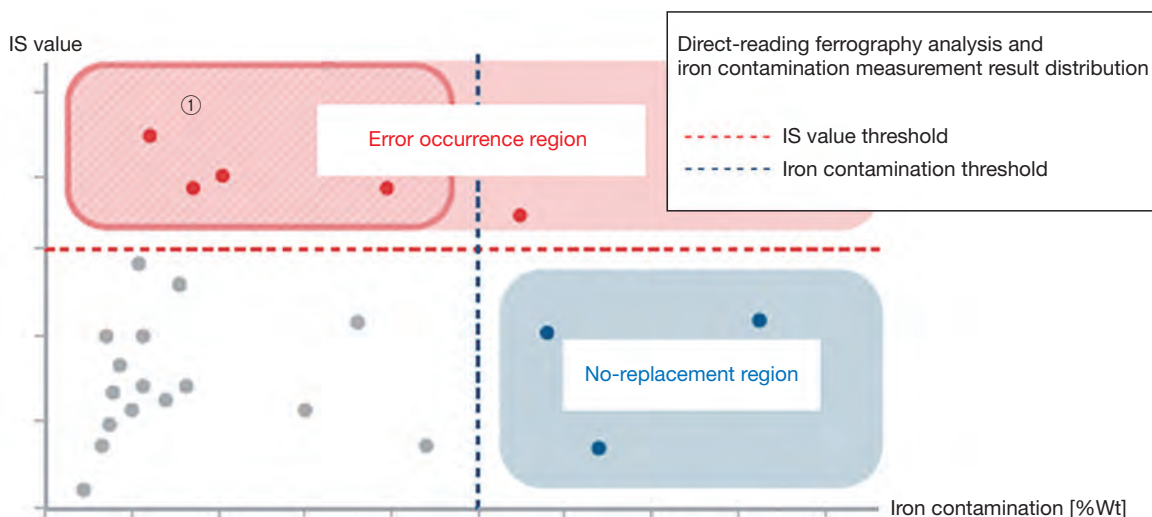 IS value
Direct-reading ferrography analysis and
iron contamination measurement result distribution
IS value threshold
Iron contamination threshold
①
Error occurrence region
No-replacement region
Iron contamination [%Wt]